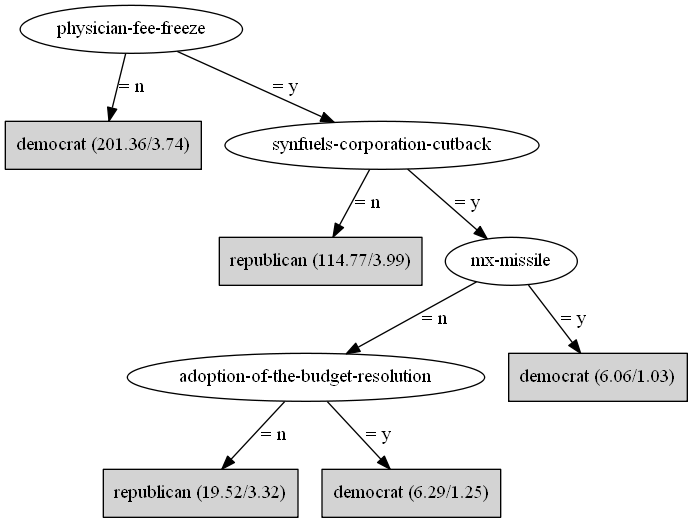 physician-fee-freeze
= n
= y
democrat (201.36/3.74)
synfuels-corporation-cutback
= n
= y
republican (114.77/3.99)
mx-missile
= n
= y
adoption-of-the-budget-resolution
democrat (6.06/1.03)
= n
= y
republican (19.52/3.32)
democrat (6.29/1.25)